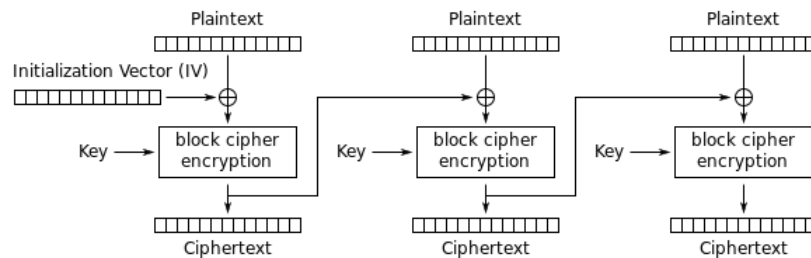 Plaintext
Plaintext
Plaintext
Initialization Vector (IV)
Key
block cipher
encryption
Key
block cipher
encryption
Key
block cipher
encryption
Ciphertext
Ciphertext
Ciphertext